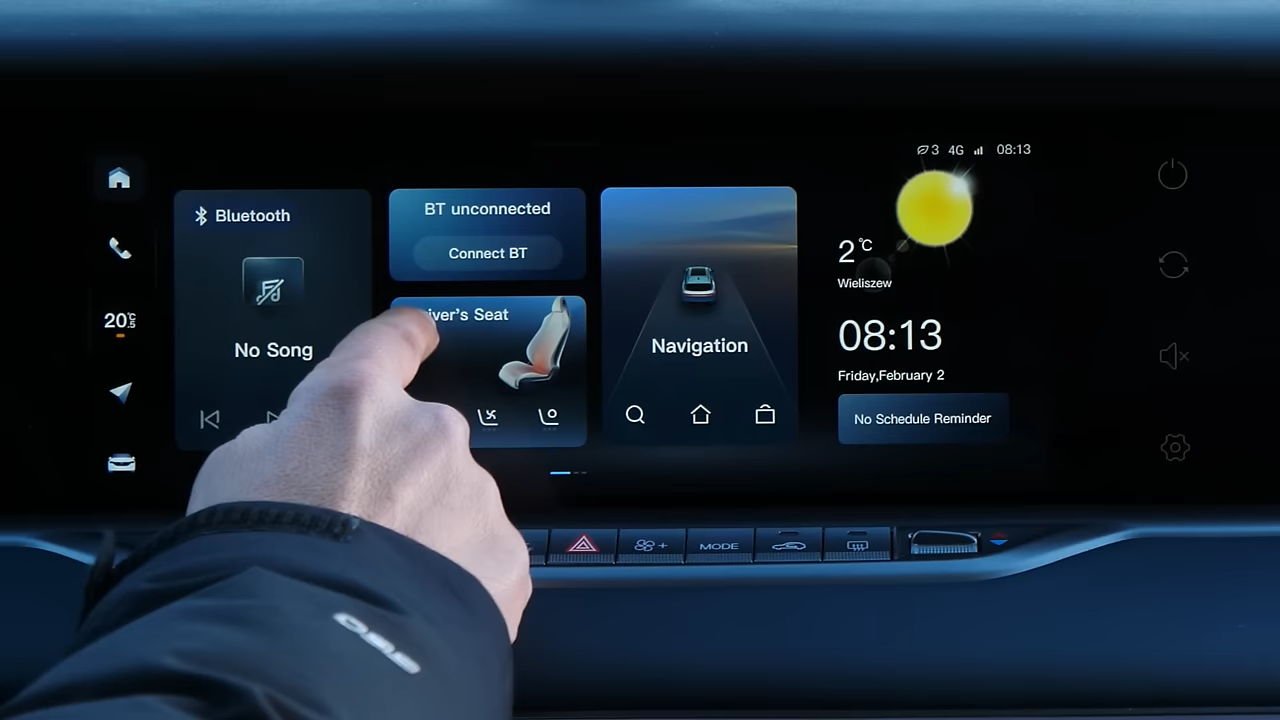 3 4G 08:13
Bluetooth
No Song
BT unconnected
Connect BT
iver's Seat
Navigation
2°C
Wieliszew
08:13
Friday,February 2
No Schedule Reminder
20.5°C
MODE